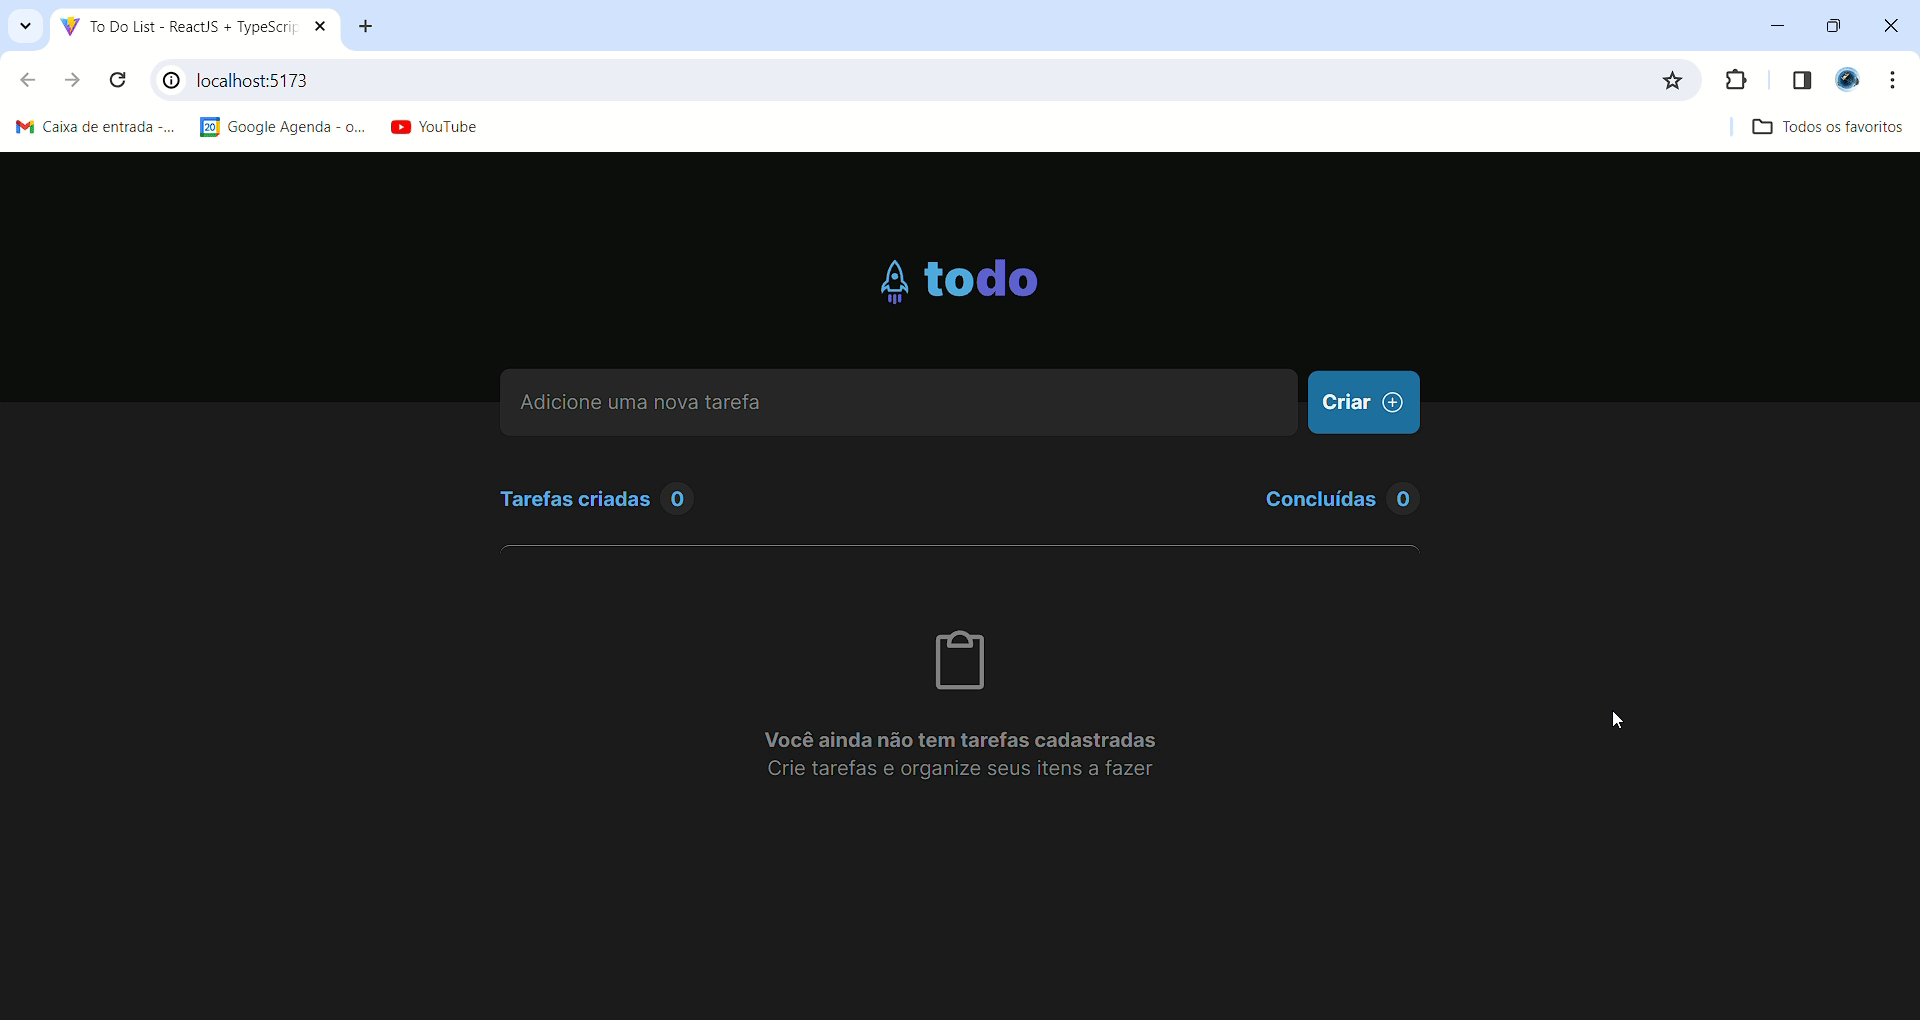 To Do List - ReactJS + TypeScrip
localhost:5173
Caixa de entrada -...
20
Google Agenda - o...
YouTube
Todos os favoritos
todo
Adicione uma nova tarefa
Criar
Tarefas criadas 0
Concluídas 0
Você ainda não tem tarefas cadastradas
Crie tarefas e organize seus itens a fazer